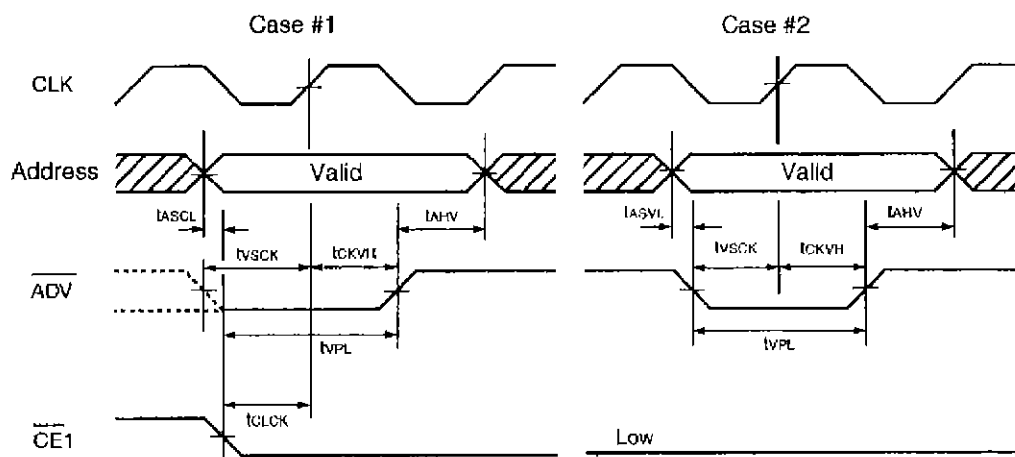 Case #1 Case #2
CLK
Address Valid Valid
tASCL tAHV tASVL tAHV
tVSCK tCKVH tVSCK tCKVH
ADV
tVPL tVPL
tCLCK
CE1 Low